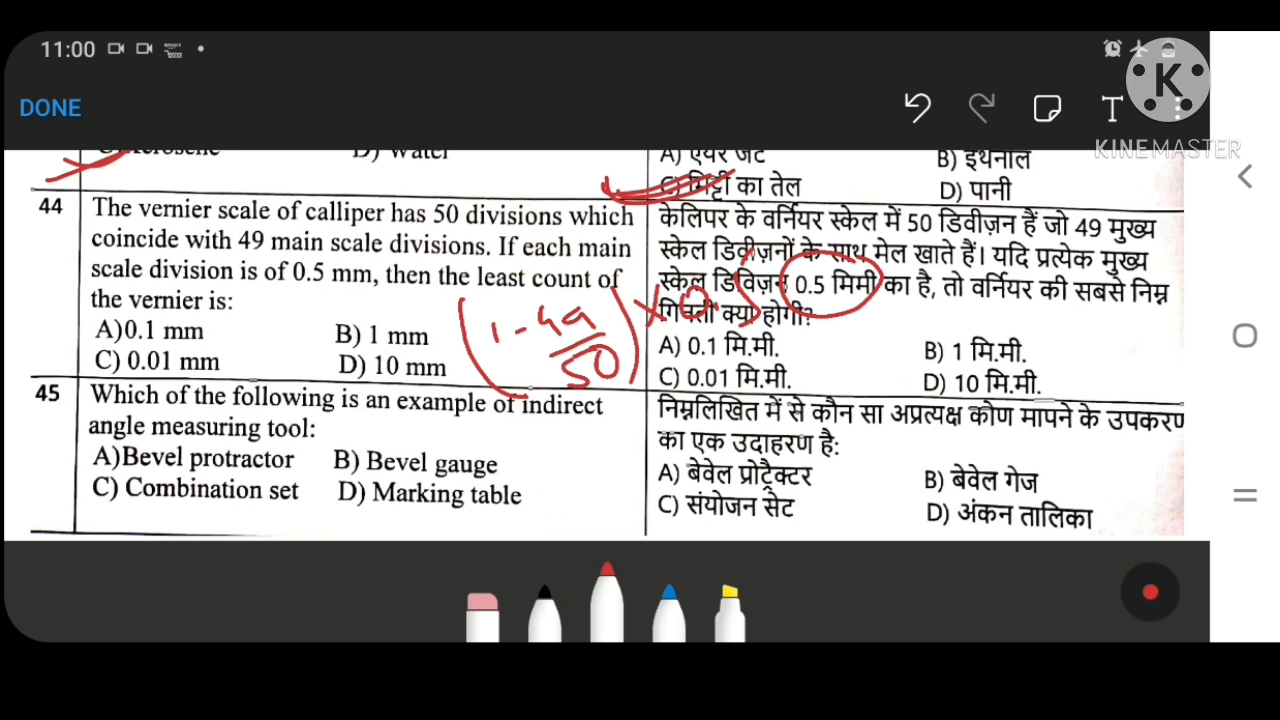 11:00
DONE
T
K
KINEMASTER
D) Water
A) एयर जेट
B) इथेनॉल
C) मिट्टी का तेल
D) पानी
44
The vernier scale of calliper has 50 divisions which
coincide with 49 main scale divisions. If each main
scale division is of 0.5 mm, then the least count of
the vernier is:
A)0.1 mm
B) 1 mm
C) 0.01 mm
D) 10 mm
(1-49/50)×0.5
केलिपर के वर्नियर स्केल में 50 डिवीज़न हैं जो 49 मुख्य
स्केल डिवीज़नों के साथ मेल खाते हैं। यदि प्रत्येक मुख्य
स्केल डिविज़न 0.5 मिमी का है, तो वर्नियर की सबसे निम्न
गिनती क्या होगी?
A) 0.1 मि.मी.
B) 1 मि.मी.
C) 0.01 मि.मी.
D) 10 मि.मी.
45
Which of the following is an example of indirect
angle measuring tool:
A)Bevel protractor
B) Bevel gauge
C) Combination set
D) Marking table
निम्नलिखित में से कौन सा अप्रत्यक्ष कोण मापने के उपकरण
का एक उदाहरण है:
A) बेवेल प्रोट्रैक्टर
B) बेवेल गेज
C) संयोजन सेट
D) अंकन तालिका